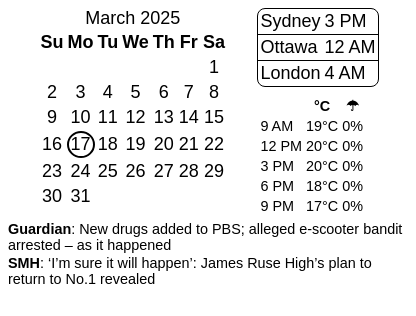 March 2025
Su Mo Tu We Th Fr Sa
1
2 3 4 5 6 7 8
9 10 11 12 13 14 15
16 17 18 19 20 21 22
23 24 25 26 27 28 29
30 31
Sydney 3 PM
Ottawa 12 AM
London 4 AM
°C ☂
9 AM 19°C 0%
12 PM 20°C 0%
3 PM 20°C 0%
6 PM 18°C 0%
9 PM 17°C 0%
Guardian: New drugs added to PBS; alleged e-scooter bandit
arrested – as it happened
SMH: ‘I’m sure it will happen’: James Ruse High’s plan to
return to No.1 revealed